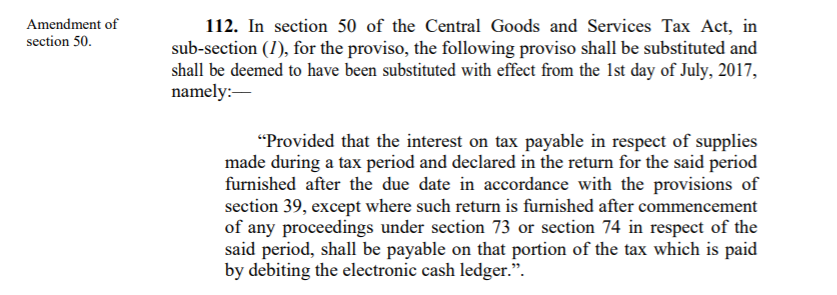 Amendment of
section 50.
112. In section 50 of the Central Goods and Services Tax Act, in
sub-section (1), for the proviso, the following proviso shall be substituted and
shall be deemed to have been substituted with effect from the 1st day of July, 2017,
namely:—
“Provided that the interest on tax payable in respect of supplies
made during a tax period and declared in the return for the said period
furnished after the due date in accordance with the provisions of
section 39, except where such return is furnished after commencement
of any proceedings under section 73 or section 74 in respect of the
said period, shall be payable on that portion of the tax which is paid
by debiting the electronic cash ledger.”.